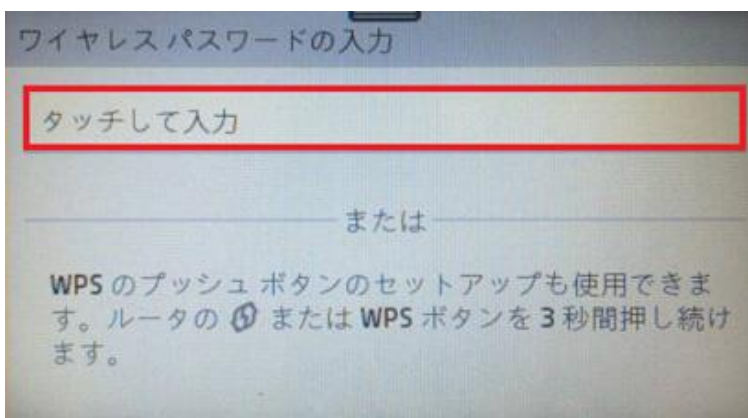 ワイヤレス パスワードの入力
タッチして入力
または
WPS のプッシュ ボタンのセットアップも使用できま
す。ルータの または WPS ボタンを 3 秒間押し続け
ます。